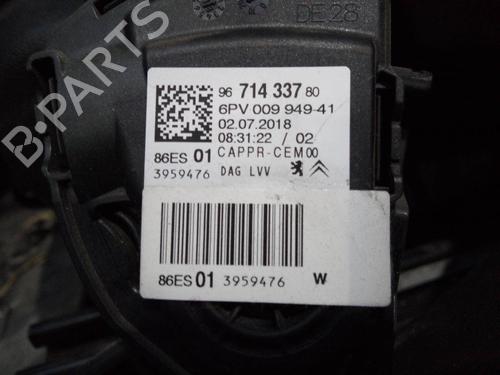 DE28
96 714 337 80
6PV 009 949-41
02.07.2018
08:31:22 / 02
86ES 01 CAPPR-CEM00
3959476 DAG LVV
86ES 01 3959476 W
B-PARTS